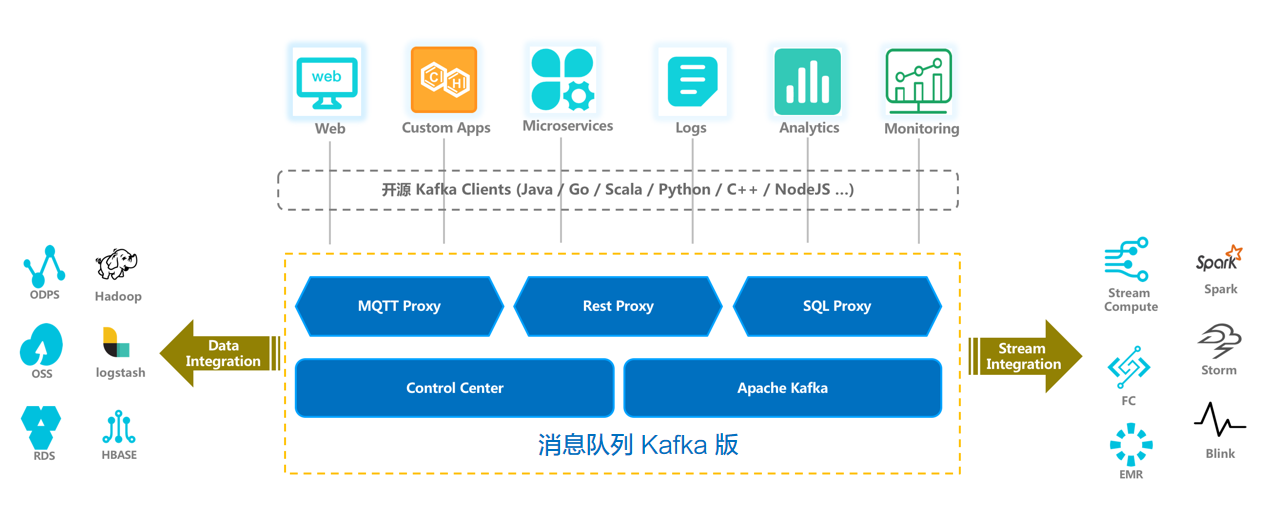 web
Web
C H
Custom Apps
Microservices
Logs
Analytics
Monitoring
开源 Kafka Clients (Java / Go / Scala / Python / C++ / NodeJS ...)
ODPS
Hadoop
OSS
logstash
RDS
HBASE
Data
Integration
MQTT Proxy
Rest Proxy
SQL Proxy
Control Center
Apache Kafka
消息队列 Kafka 版
Stream
Integration
Stream
Compute
Spark
Spark
FC
Storm
EMR
Blink